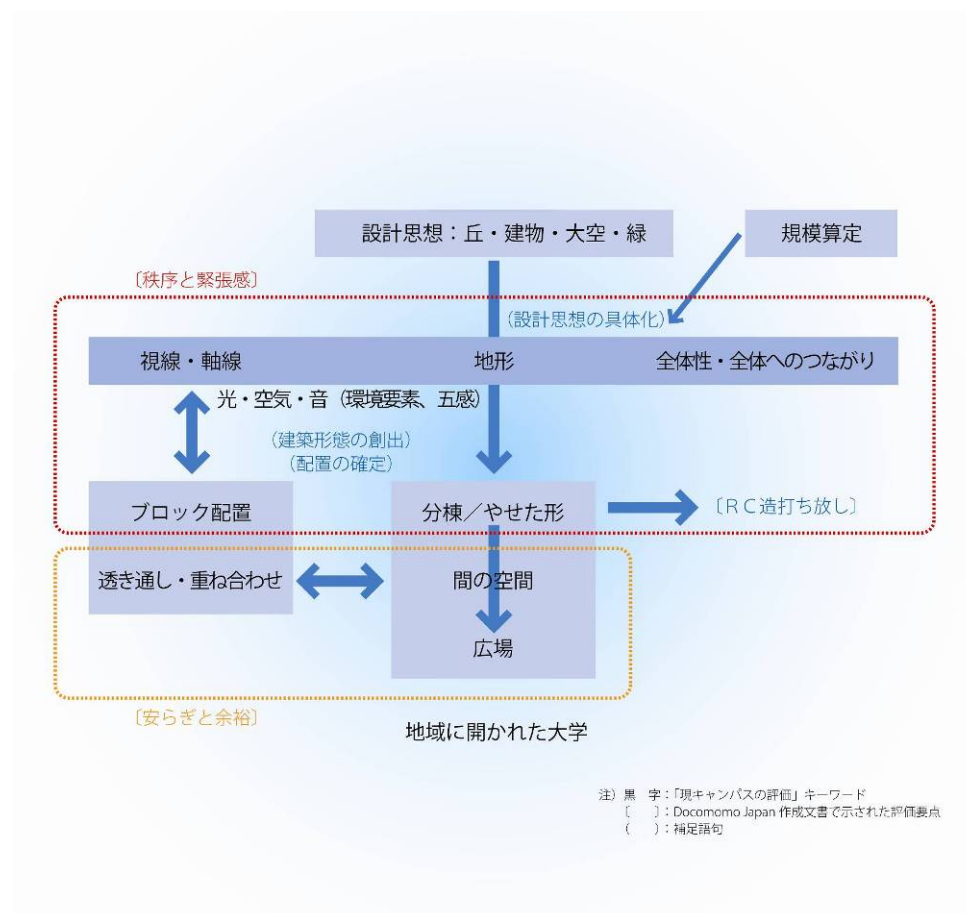 設計思想：丘・建物・大空・緑
規模算定
〔秩序と緊張感〕
（設計思想の具体化）
視線・軸線
地形
全体性・全体へのつながり
光・空気・音（環境要素、五感）
（建築形態の創出）
（配置の確定）
ブロック配置
分棟／やせた形
〔ＲＣ造打ち放し〕
透き通し・重ね合わせ
間の空間
広場
〔安らぎと余裕〕
地域に開かれた大学
注）黒　字：「現キャンパスの評価」キーワード
〔　　〕：Docomomo Japan 作成文書で示された評価要点
（　　）：補足語句